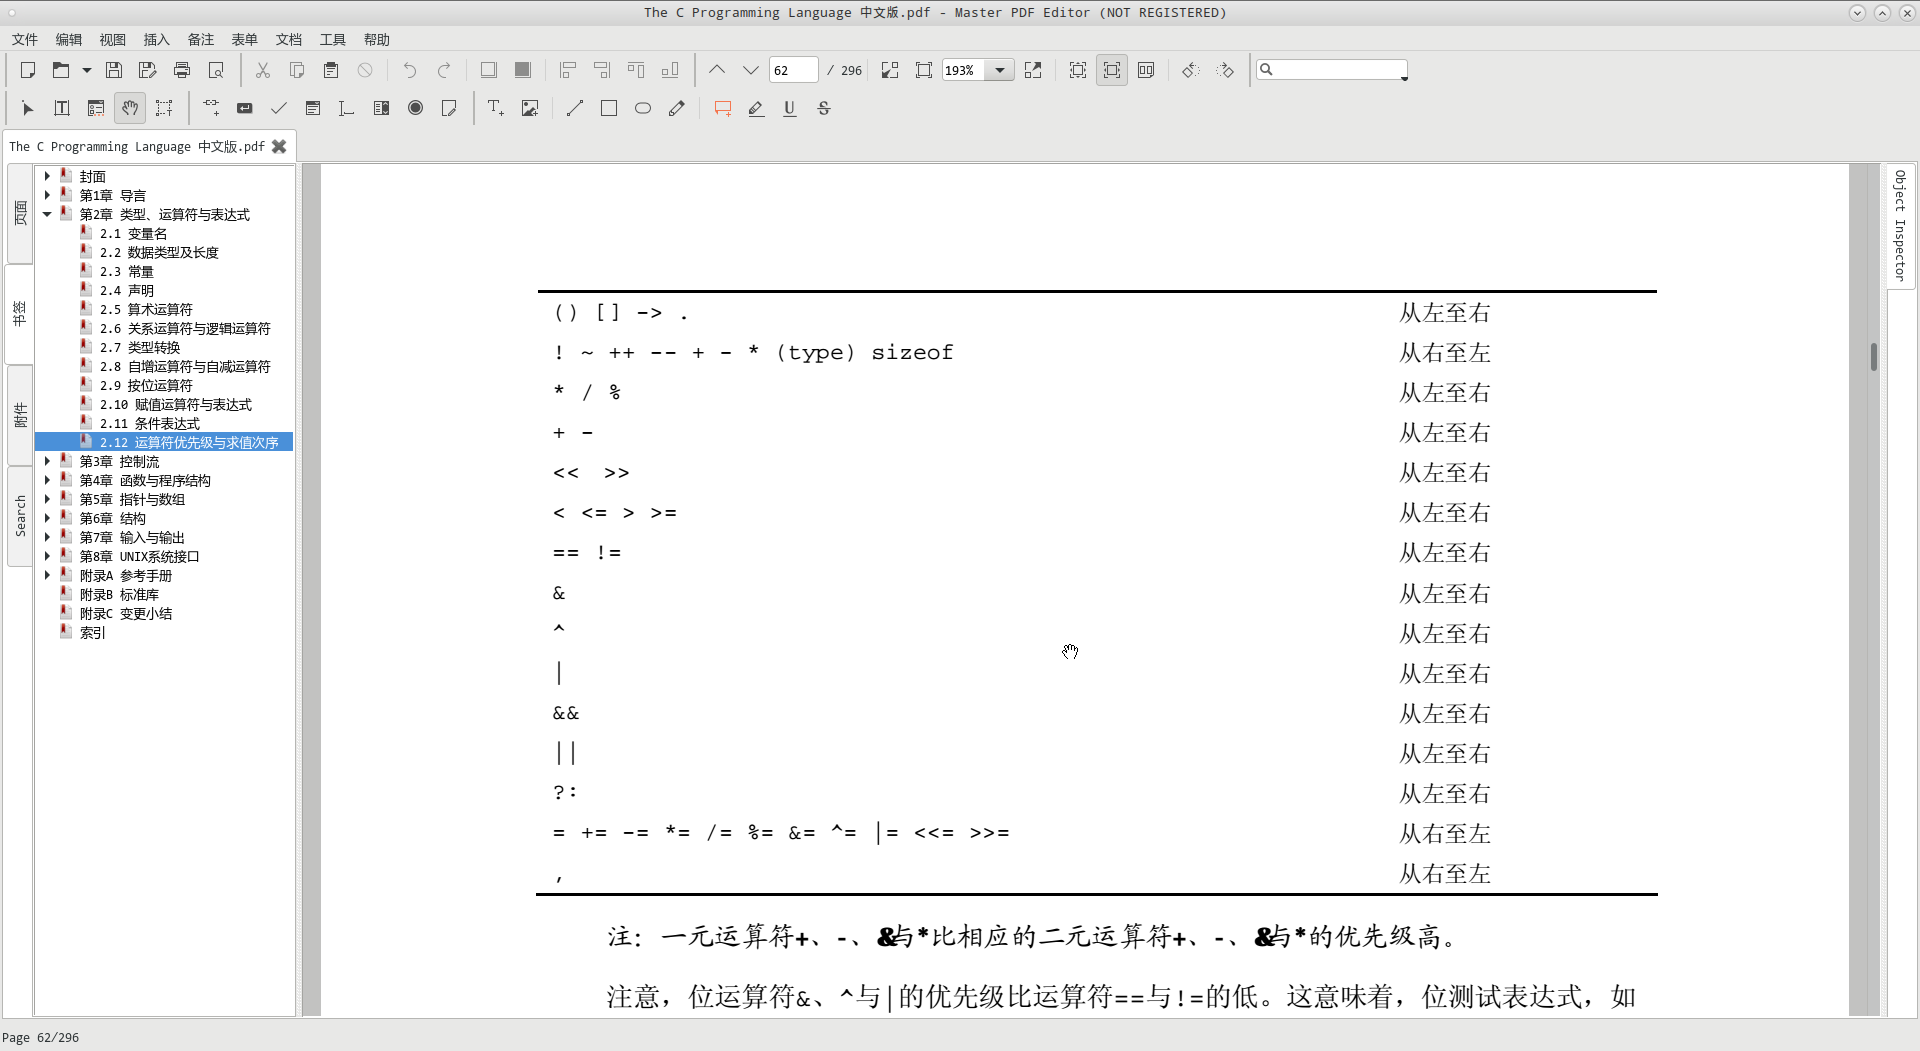 The C Programming Language 中文版.pdf - Master PDF Editor (NOT REGISTERED)
文件 编辑 视图 插入 备注 表单 文档 工具 帮助
62 / 296 193%
The C Programming Language 中文版.pdf
页面
书签
附件
Search
封面
第1章 导言
第2章 类型、运算符与表达式
2.1 变量名
2.2 数据类型及长度
2.3 常量
2.4 声明
2.5 算术运算符
2.6 关系运算符与逻辑运算符
2.7 类型转换
2.8 自增运算符与自减运算符
2.9 按位运算符
2.10 赋值运算符与表达式
2.11 条件表达式
2.12 运算符优先级与求值次序
第3章 控制流
第4章 函数与程序结构
第5章 指针与数组
第6章 结构
第7章 输入与输出
第8章 UNIX系统接口
附录A 参考手册
附录B 标准库
附录C 变更小结
索引
() [] -> . 从左至右
! ~ ++ -- + - * (type) sizeof 从右至左
* / % 从左至右
+ - 从左至右
<< >> 从左至右
< <= > >= 从左至右
== != 从左至右
& 从左至右
^ 从左至右
| 从左至右
&& 从左至右
|| 从左至右
?: 从左至右
= += -= *= /= %= &= ^= |= <<= >>= 从右至左
, 从右至左
注：一元运算符+、-、&与*比相应的二元运算符+、-、&与*的优先级高。
注意，位运算符&、^与|的优先级比运算符==与!=的低。这意味着，位测试表达式，如
Object Inspector
Page 62/296